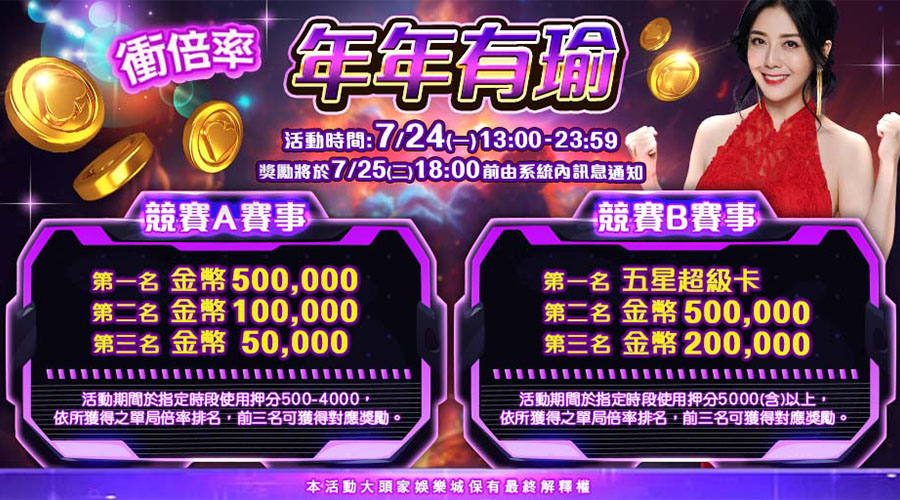 衝倍率
年年有瑜
活動時間:7/24(一)13:00-23:59
獎勵將於7/25(二)18:00前由系統內訊息通知
競賽A賽事
第一名 金幣500,000
第二名 金幣100,000
第三名 金幣 50,000
活動期間於指定時段使用押分500-4000，
依所獲得之單局倍率排名，前三名可獲得對應獎勵。
競賽B賽事
第一名 五星超級卡
第二名 金幣500,000
第三名 金幣200,000
活動期間於指定時段使用押分5000(含)以上，
依所獲得之單局倍率排名，前三名可獲得對應獎勵。
本活動大頭家娛樂城保有最終解釋權